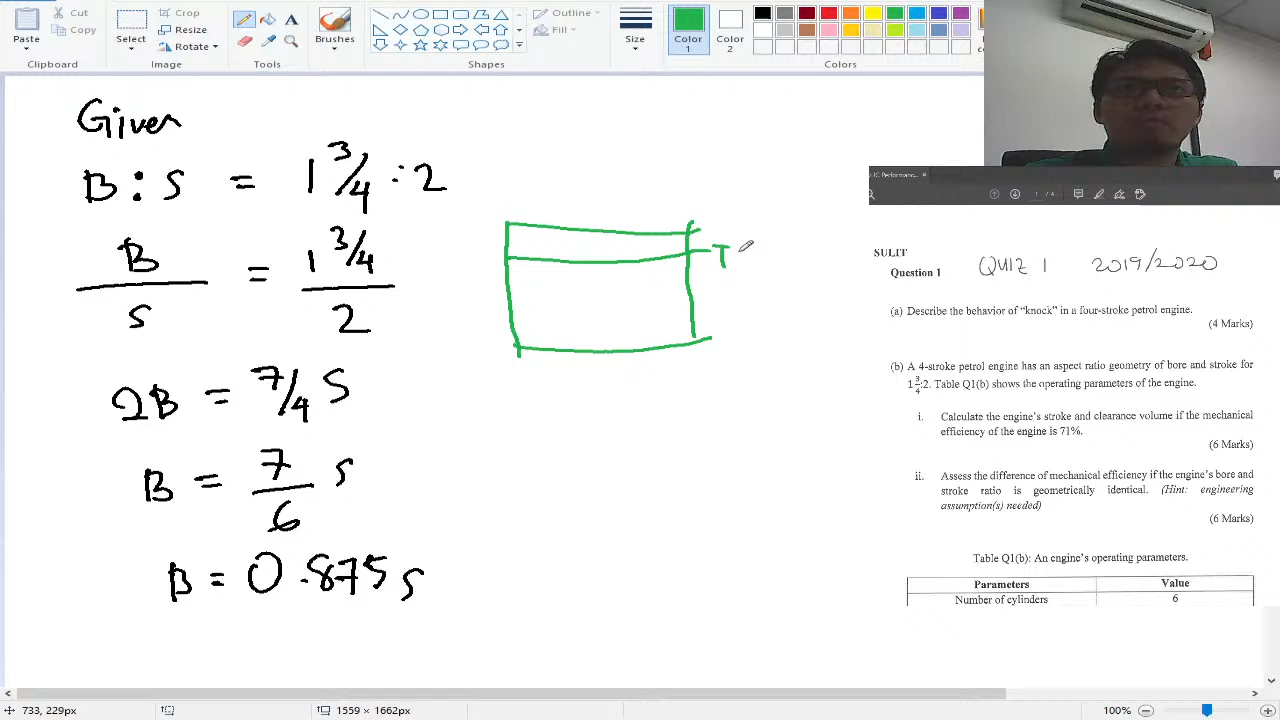 Paste
Clipboard
Cut
Copy
Select
Crop
Resize
Rotate
Image
Tools
Brushes
Shapes
Outline
Fill
Size
Color
1
Color
2
Colors
Given
B : S = 1 3/4 : 2
B/S = 1 3/4 / 2
2B = 7/4 S
B = 7/6 S
B = 0.875 S
T
IC Performanc...
1 / 4
SULIT
Question 1
QUIZ 1 2019/2020
(a) Describe the behavior of “knock” in a four-stroke petrol engine.
(4 Marks)
(b) A 4-stroke petrol engine has an aspect ratio geometry of bore and stroke for
1 3/4:2. Table Q1(b) shows the operating parameters of the engine.
i. Calculate the engine's stroke and clearance volume if the mechanical
efficiency of the engine is 71%.
(6 Marks)
ii. Assess the difference of mechanical efficiency if the engine's bore and
stroke ratio is geometrically identical. (Hint: engineering
assumption(s) needed)
(6 Marks)
Table Q1(b): An engine's operating parameters.
Parameters Value
Number of cylinders 6
733, 229px
1559 × 1662px
100%